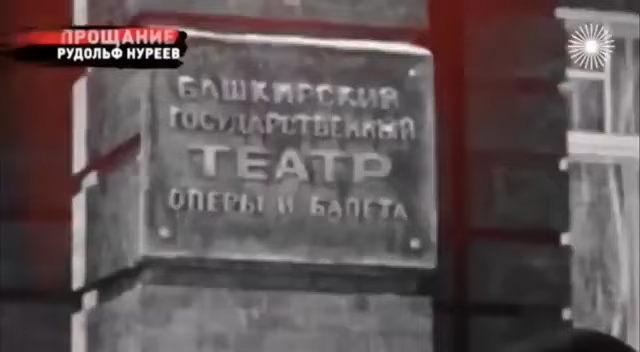 ПРОЩАНИЕ
РУДОЛЬФ НУРЕЕВ
БАШКИРСКИЙ
ГОСУДАРСТВЕННЫЙ
ТЕАТР
ОПЕРЫ И БАЛЕТА